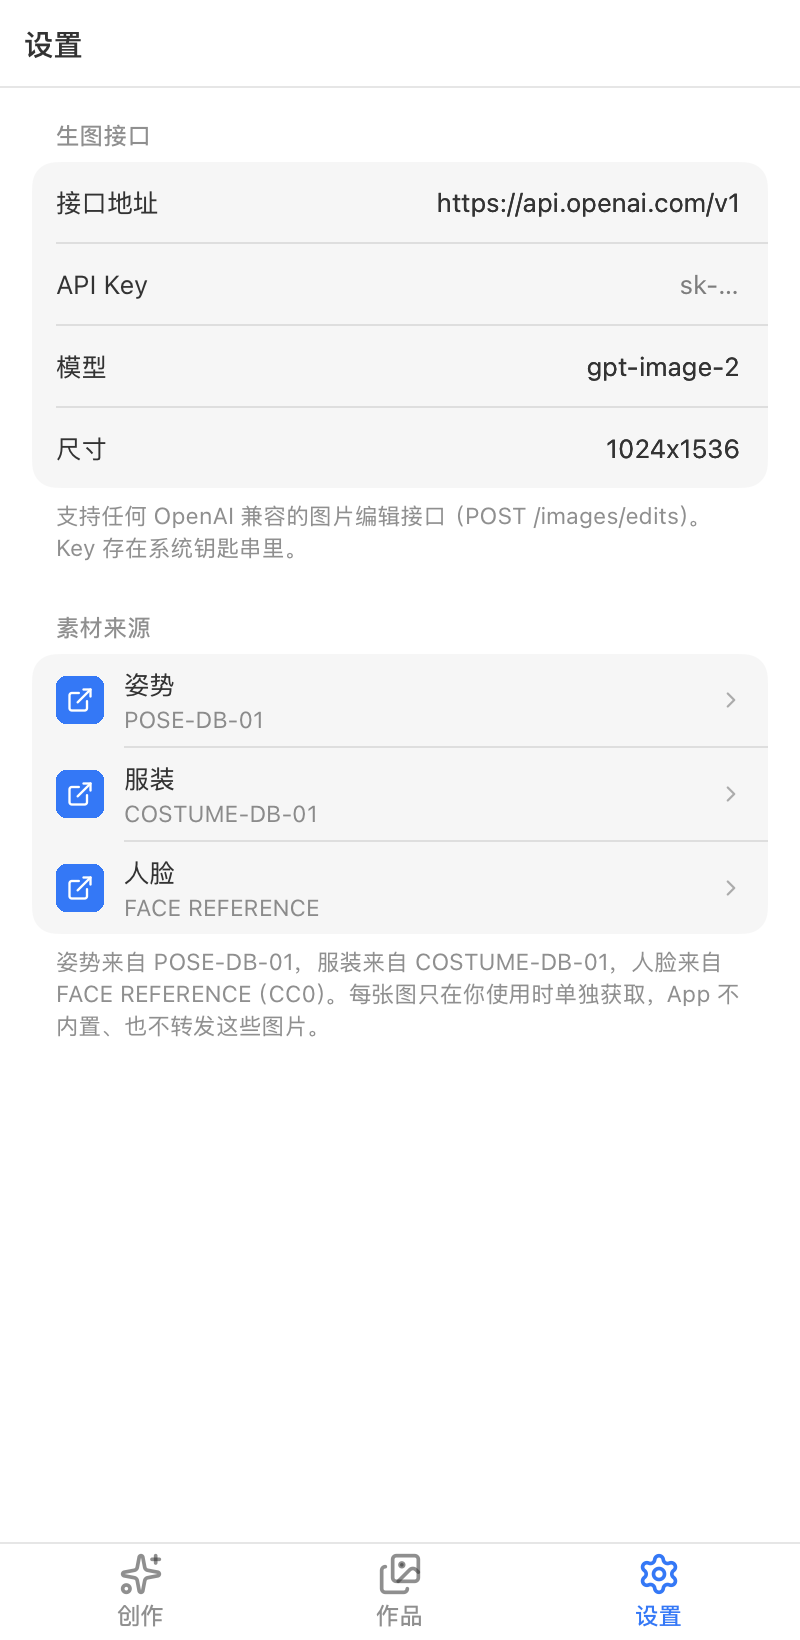 设置
生图接口
接口地址 https://api.openai.com/v1
API Key sk-...
模型 gpt-image-2
尺寸 1024x1536
支持任何 OpenAI 兼容的图片编辑接口 (POST /images/edits)。
Key 存在系统钥匙串里。
素材来源
姿势
POSE-DB-01
服装
COSTUME-DB-01
人脸
FACE REFERENCE
姿势来自 POSE-DB-01，服装来自 COSTUME-DB-01，人脸来自
FACE REFERENCE (CC0)。每张图只在你使用时单独获取，App 不
内置、也不转发这些图片。
创作 作品 设置